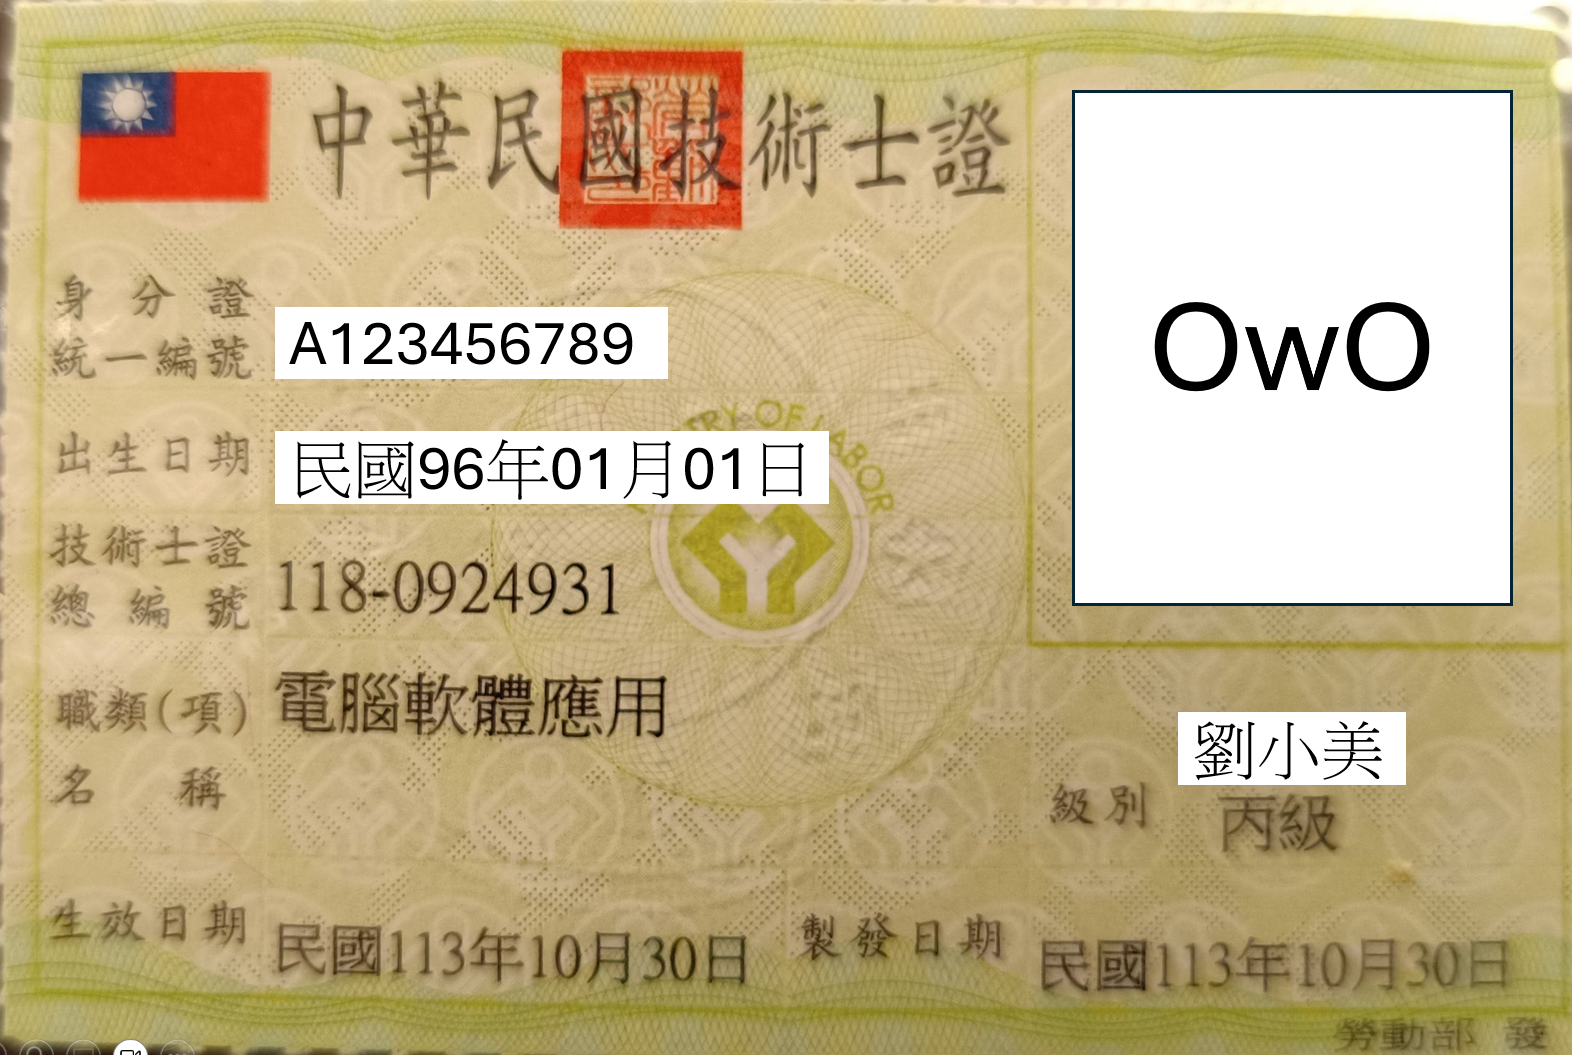 中華民國技術士證
OwO
身分證
統一編號
A123456789
出生日期
民國96年01月01日
技術士證
總編號
118-0924931
職類(項)
名稱
電腦軟體應用
劉小美
級別 丙級
生效日期 民國113年10月30日
製發日期 民國113年10月30日
勞動部 發